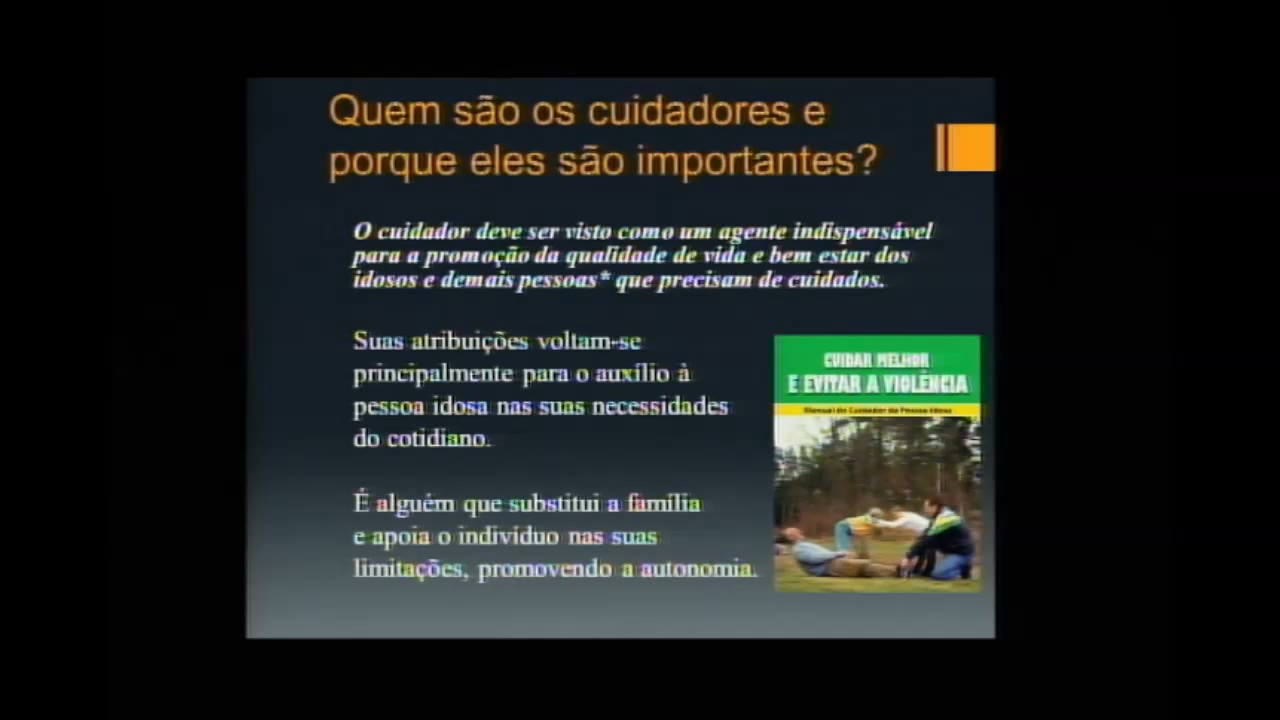 Quem são os cuidadores e
porque eles são importantes?
O cuidador deve ser visto como um agente indispensável
para a promoção da qualidade de vida e bem estar dos
idosos e demais pessoas* que precisam de cuidados.
Suas atribuições voltam-se
principalmente para o auxílio à
pessoa idosa nas suas necessidades
do cotidiano.
É alguém que substitui a família
e apoia o indivíduo nas suas
limitações, promovendo a autonomia.
CUIDAR MELHOR
E EVITAR A VIOLÊNCIA
Manual do Cuidador da Pessoa Idosa